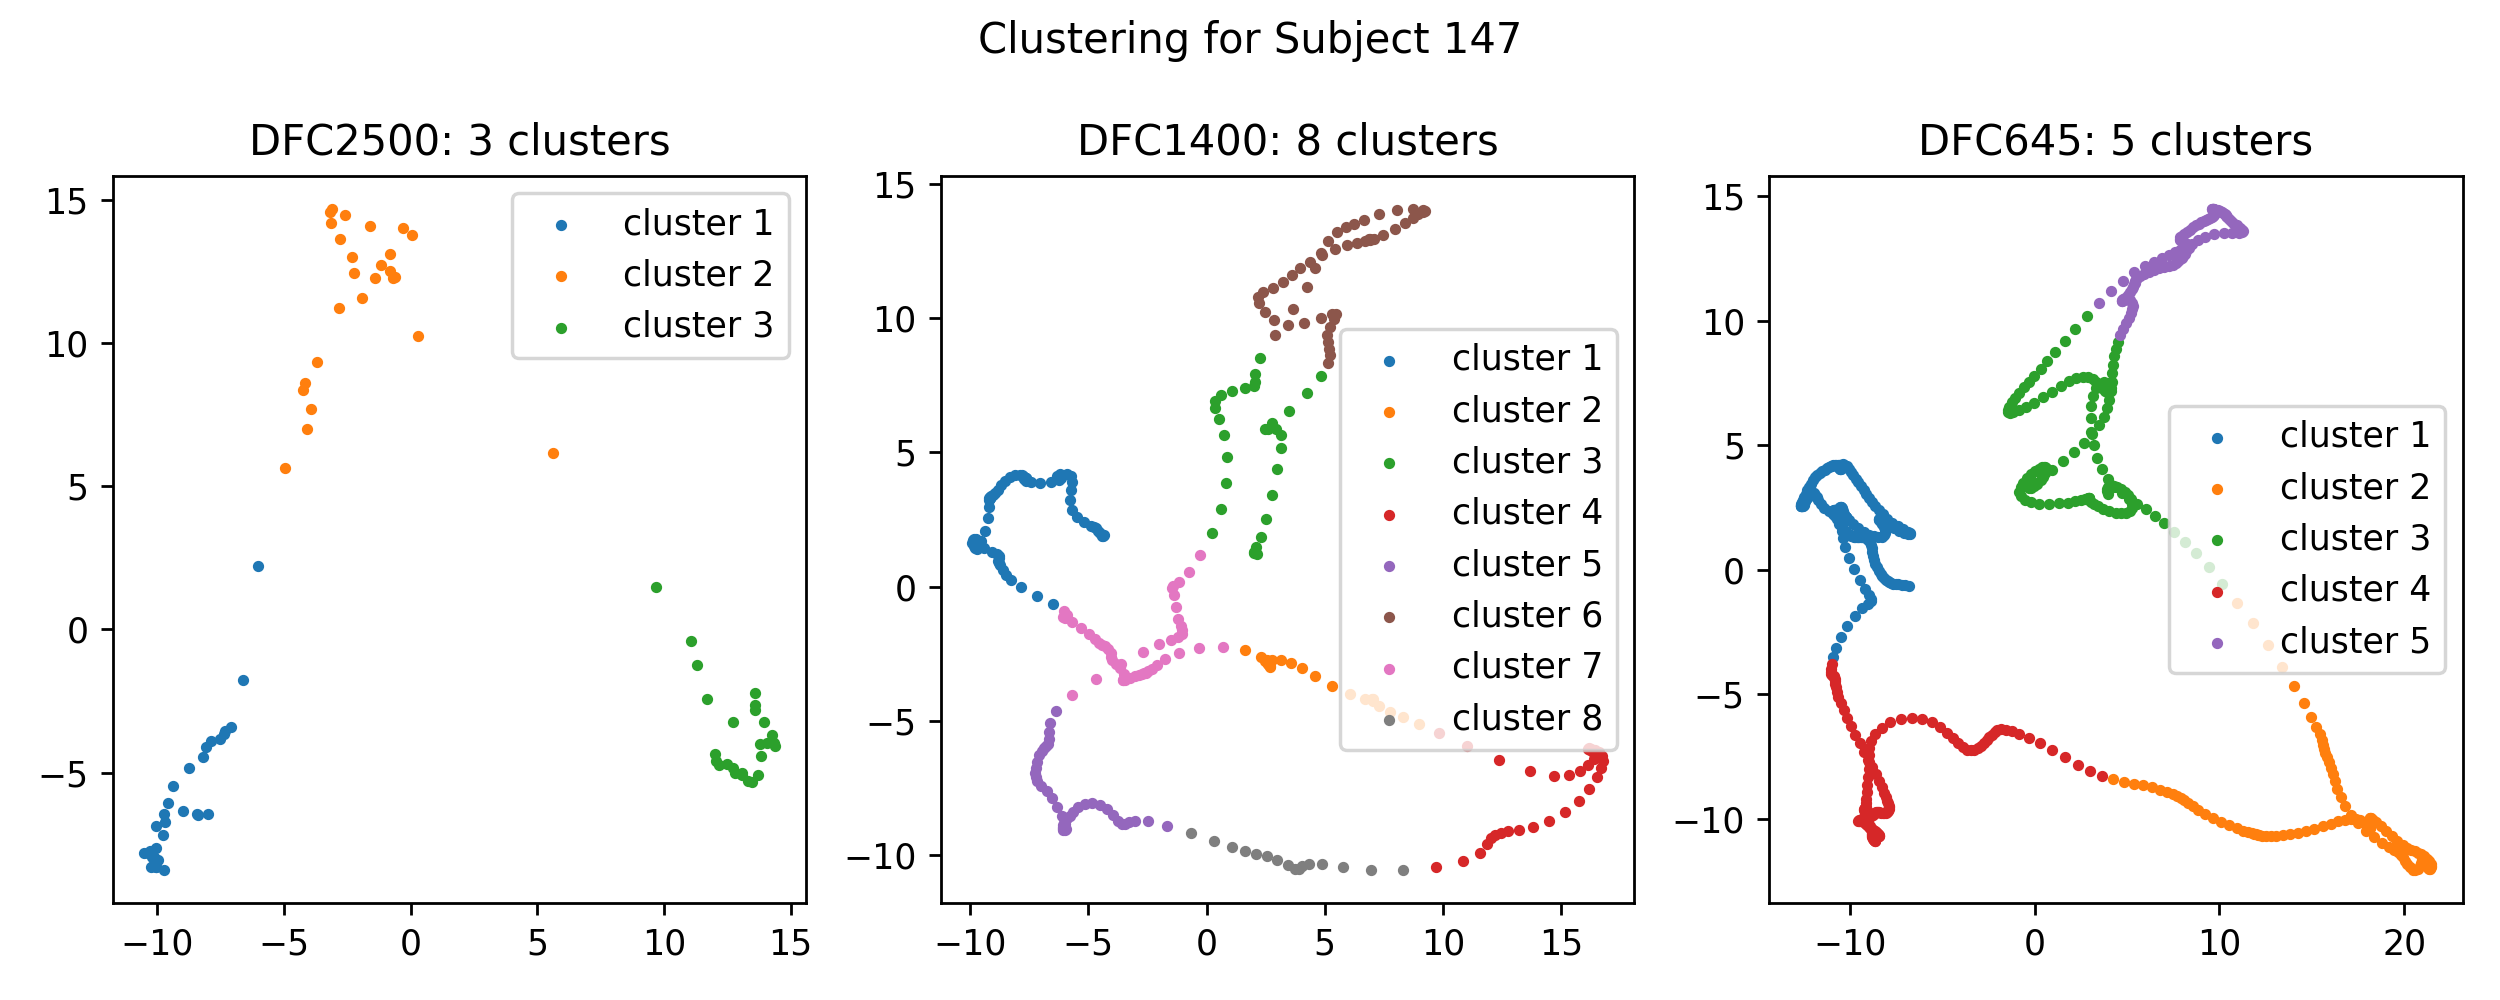 Clustering for Subject 147
DFC2500: 3 clusters
15
10
5
0
−5
−10
−5
0
5
10
15
cluster 1
cluster 2
cluster 3
DFC1400: 8 clusters
15
10
5
0
−5
−10
−10
−5
0
5
10
15
cluster 1
cluster 2
cluster 3
cluster 4
cluster 5
cluster 6
cluster 7
cluster 8
DFC645: 5 clusters
15
10
5
0
−5
−10
−10
0
10
20
cluster 1
cluster 2
cluster 3
cluster 4
cluster 5